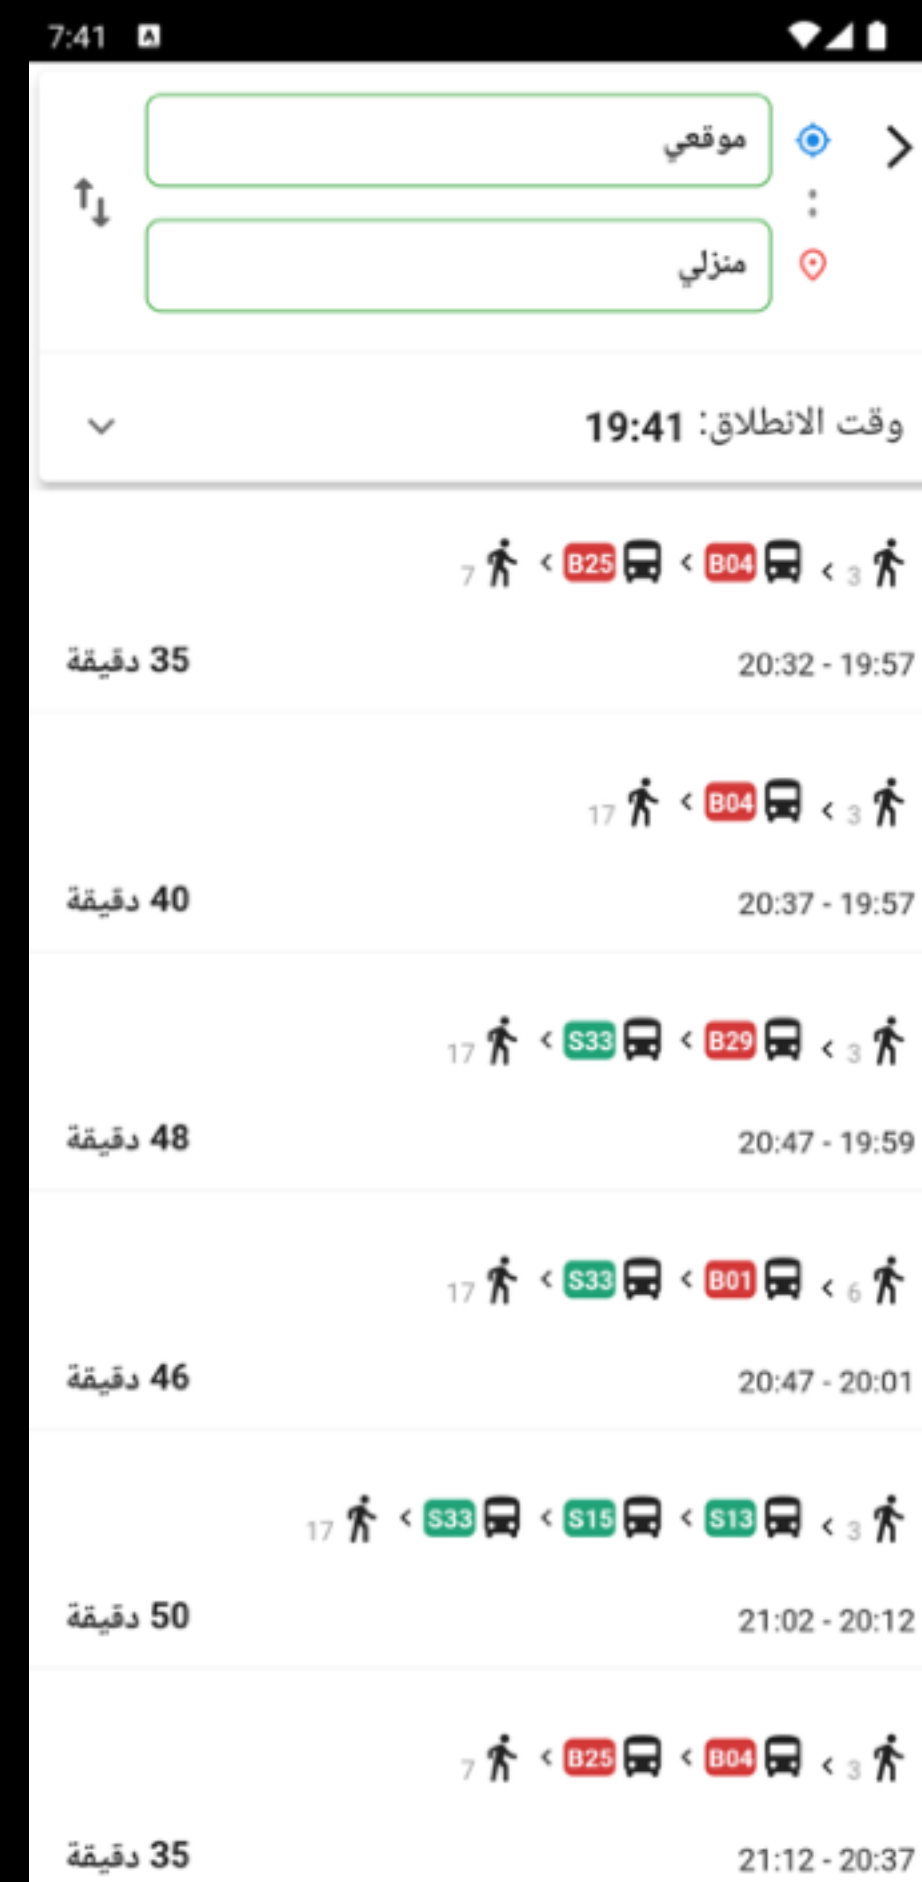 7:41
موقعي
منزلي
وقت الانطلاق: 19:41
3 > B04 > B25 > 7
19:57 - 20:32 35 دقيقة
3 > B04 > 17
19:57 - 20:37 40 دقيقة
3 > B29 > S33 > 17
19:59 - 20:47 48 دقيقة
6 > B01 > S33 > 17
20:01 - 20:47 46 دقيقة
3 > S13 > S15 > S33 > 17
20:12 - 21:02 50 دقيقة
3 > B04 > B25 > 7
20:37 - 21:12 35 دقيقة